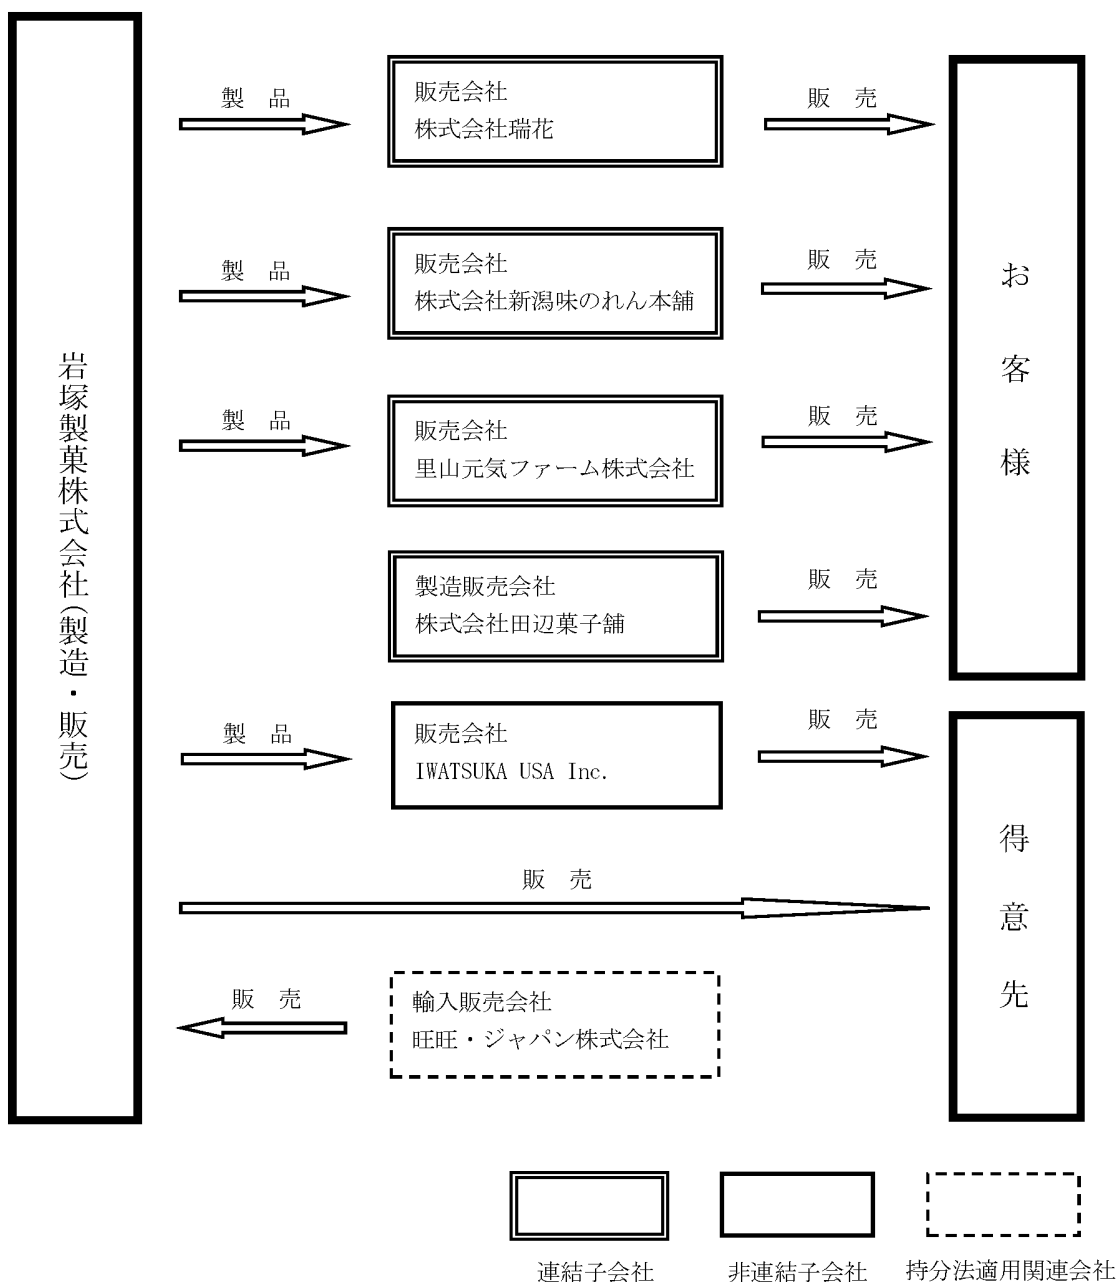 岩塚製菓株式会社(製造・販売)
製 品
販売会社
株式会社瑞花
販 売
製 品
販売会社
株式会社新潟味のれん本舗
販 売
製 品
販売会社
里山元気ファーム株式会社
販 売
製造販売会社
株式会社田辺菓子舗
販 売
お客様
製 品
販売会社
IWATSUKA USA Inc.
販 売
販 売
販 売
輸入販売会社
旺旺・ジャパン株式会社
得意先
連結子会社
非連結子会社
持分法適用関連会社